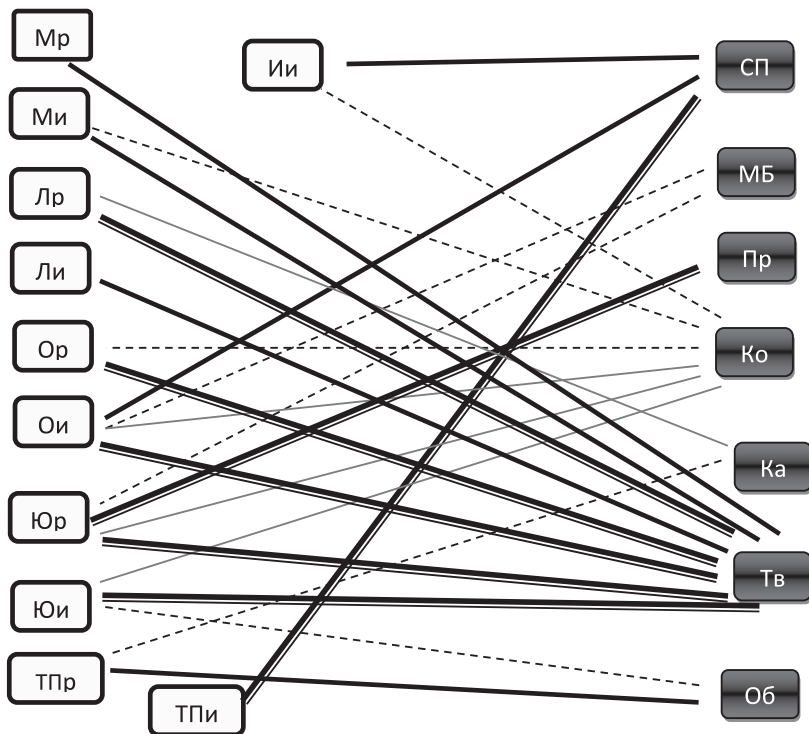 Мр
Ии
СП
Ми
МБ
Лр
Пр
Ли
Ор
Ко
Ои
Ка
Юр
Тв
Юи
ТПр
Об
ТПи